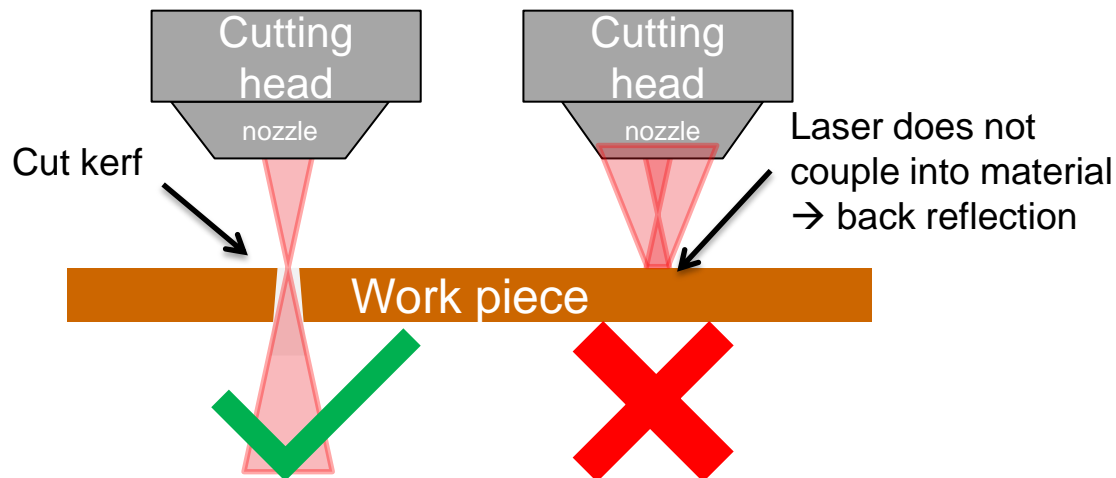 Cutting
head
nozzle
Cutting
head
nozzle
Cut kerf
Laser does not
couple into material
→ back reflection
Work piece